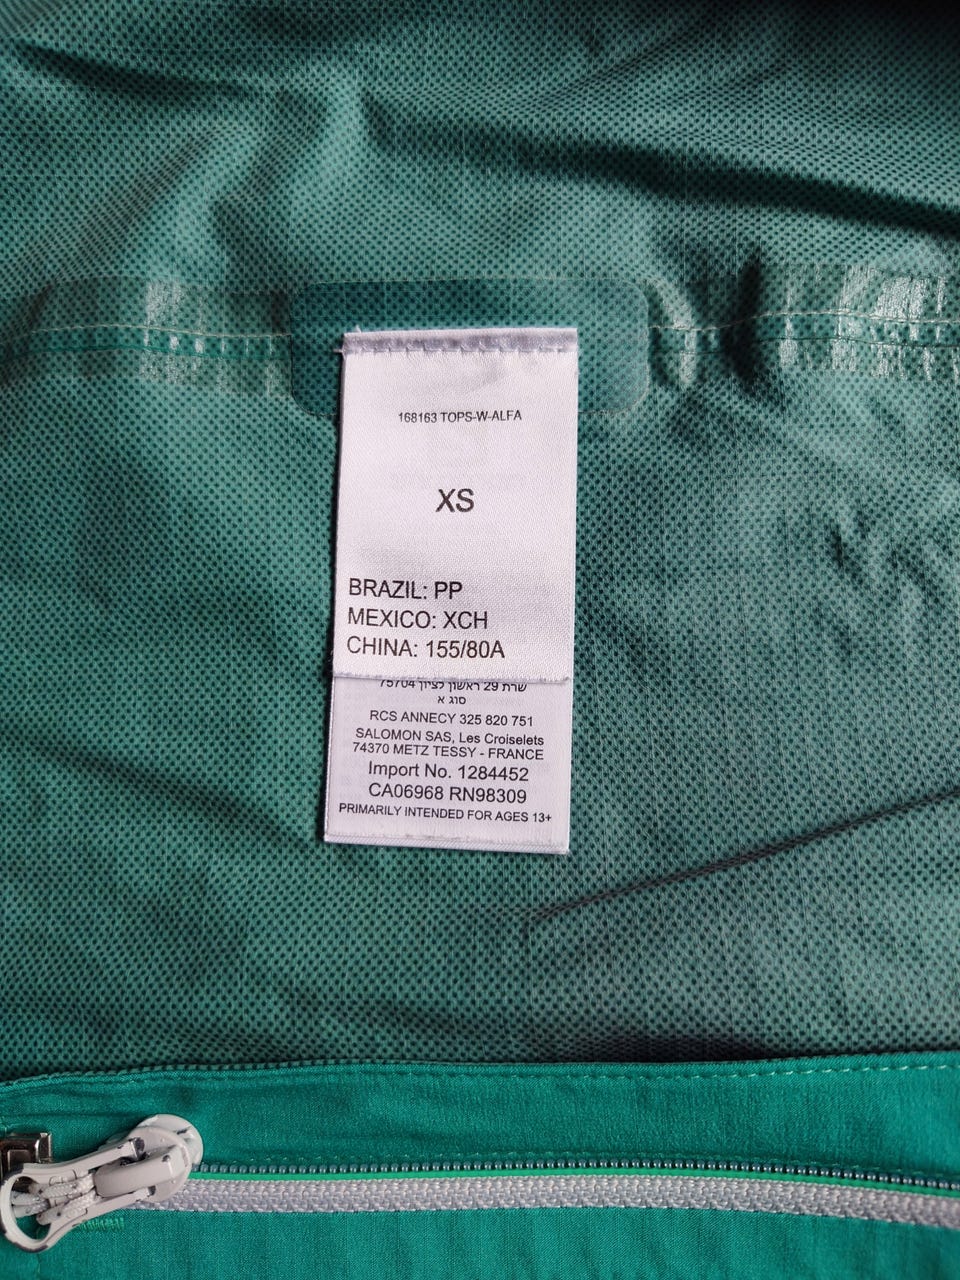 168163 TOPS-W-ALFA
XS
BRAZIL: PP
MEXICO: XCH
CHINA: 155/80A
שרת 29 ראשון לציון 75704
סוג א
RCS ANNECY 325 820 751
SALOMON SAS, Les Croiselets
74370 METZ TESSY - FRANCE
Import No. 1284452
CA06968 RN98309
PRIMARILY INTENDED FOR AGES 13+